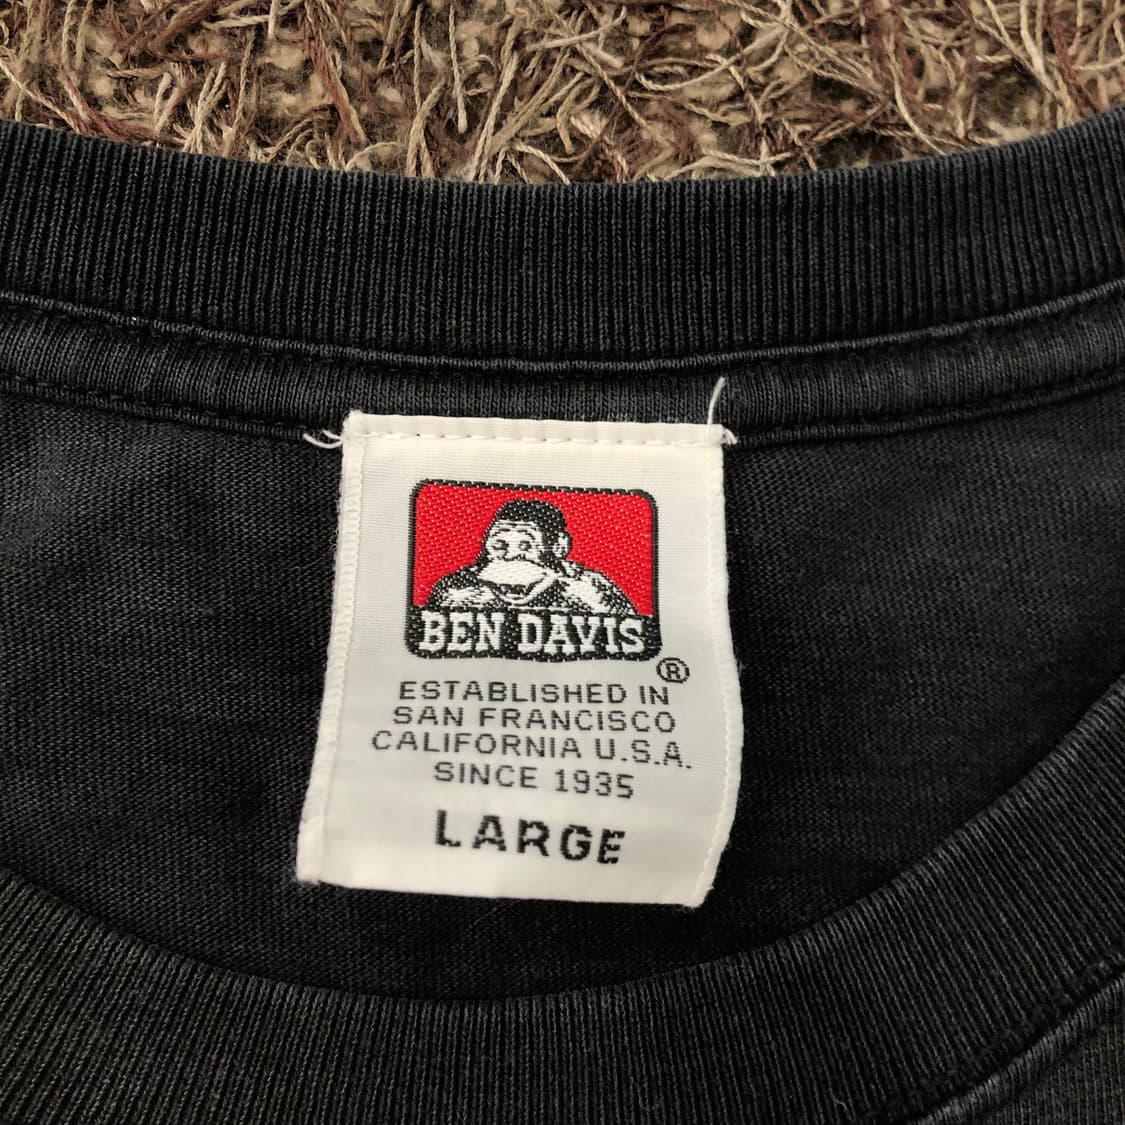 BEN DAVIS
®
ESTABLISHED IN
SAN FRANCISCO
CALIFORNIA U.S.A.
SINCE 1935
LARGE